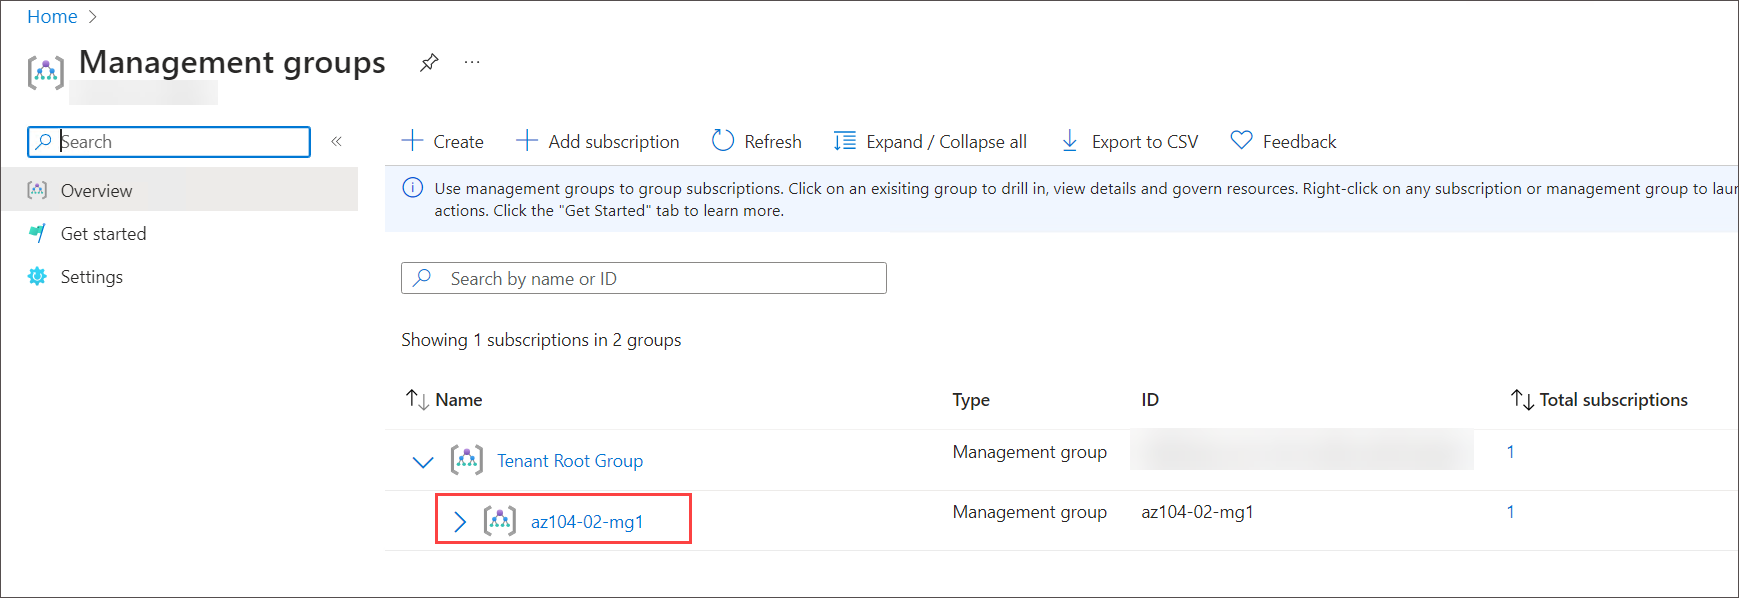 Home
Management groups
Search
Create
Add subscription
Refresh
Expand / Collapse all
Export to CSV
Feedback
Overview
Get started
Settings
Use management groups to group subscriptions. Click on an exisiting group to drill in, view details and govern resources. Right-click on any subscription or management group to
actions. Click the "Get Started" tab to learn more.
Search by name or ID
Showing 1 subscriptions in 2 groups
Name Type ID Total subscriptions
Tenant Root Group Management group 1
az104-02-mg1 Management group az104-02-mg1 1